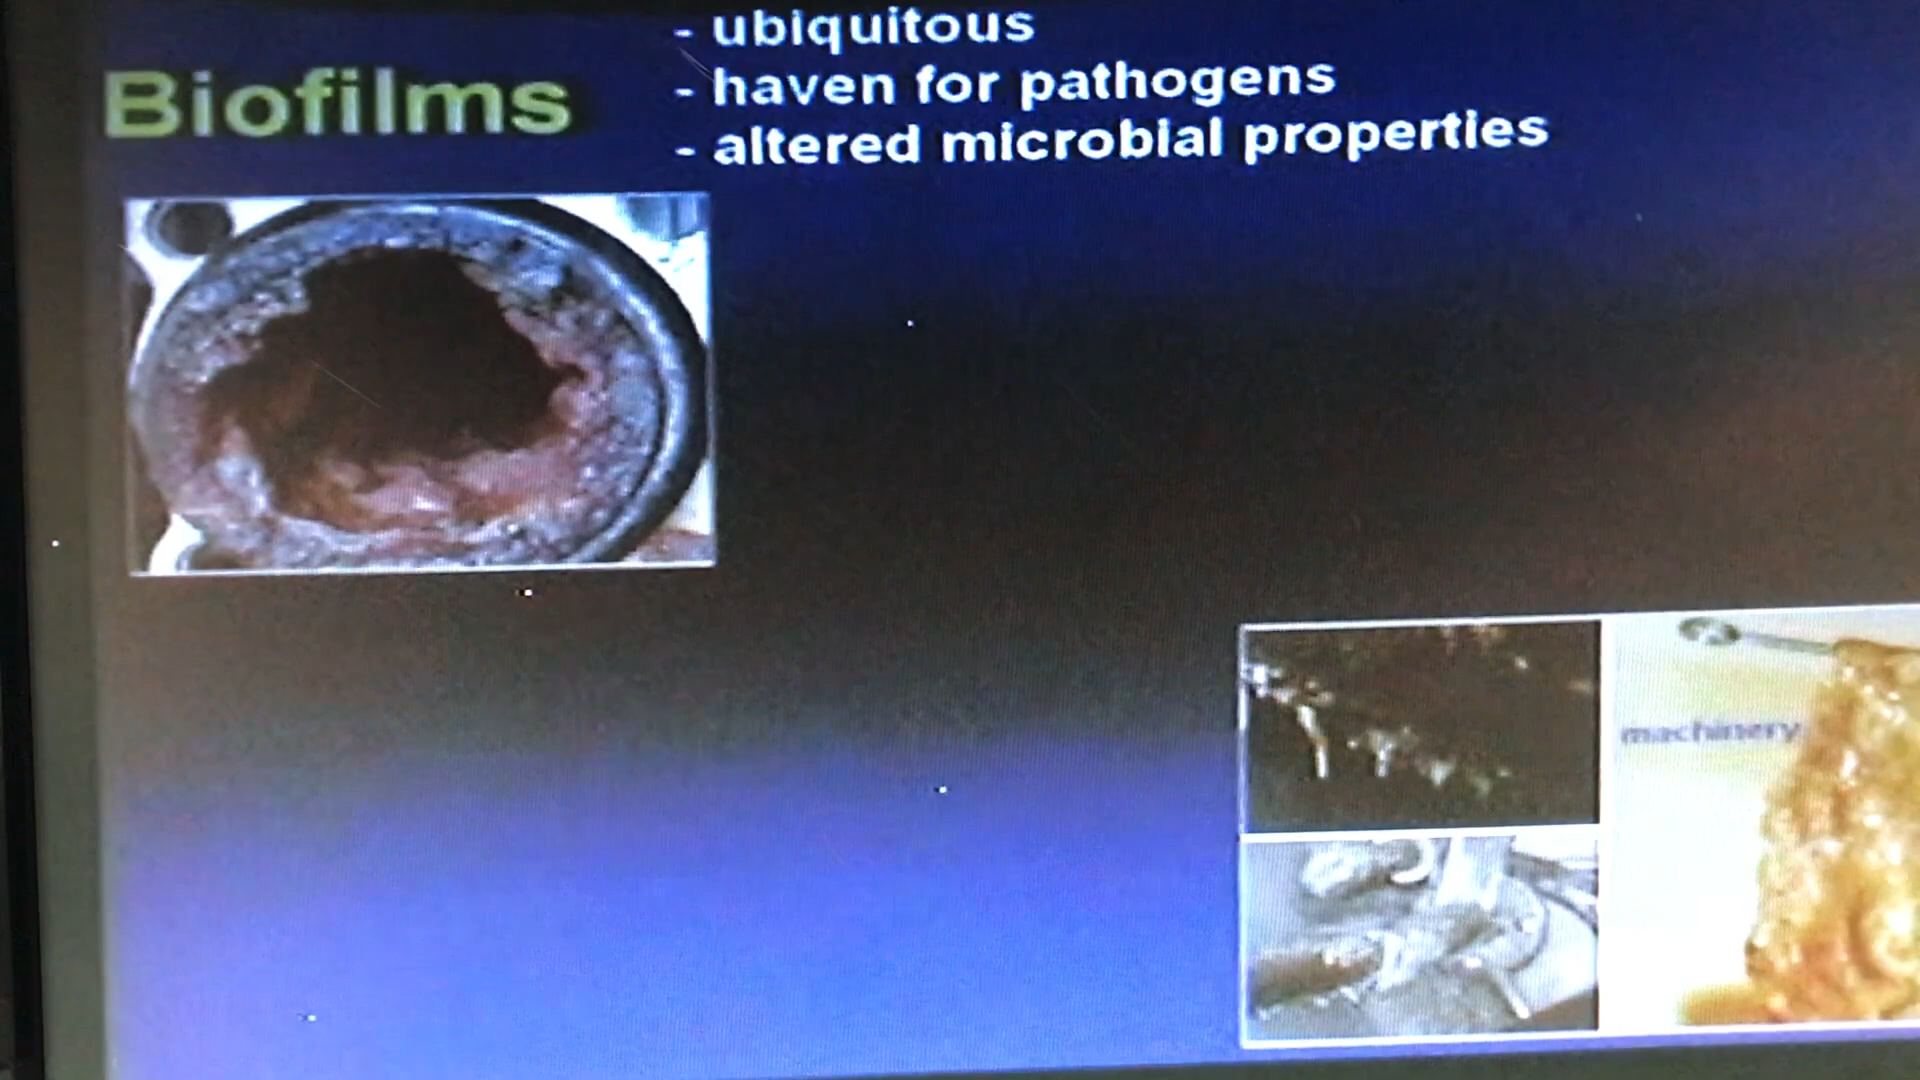 Biofilms
- ubiquitous
- haven for pathogens
- altered microbial properties
machinery